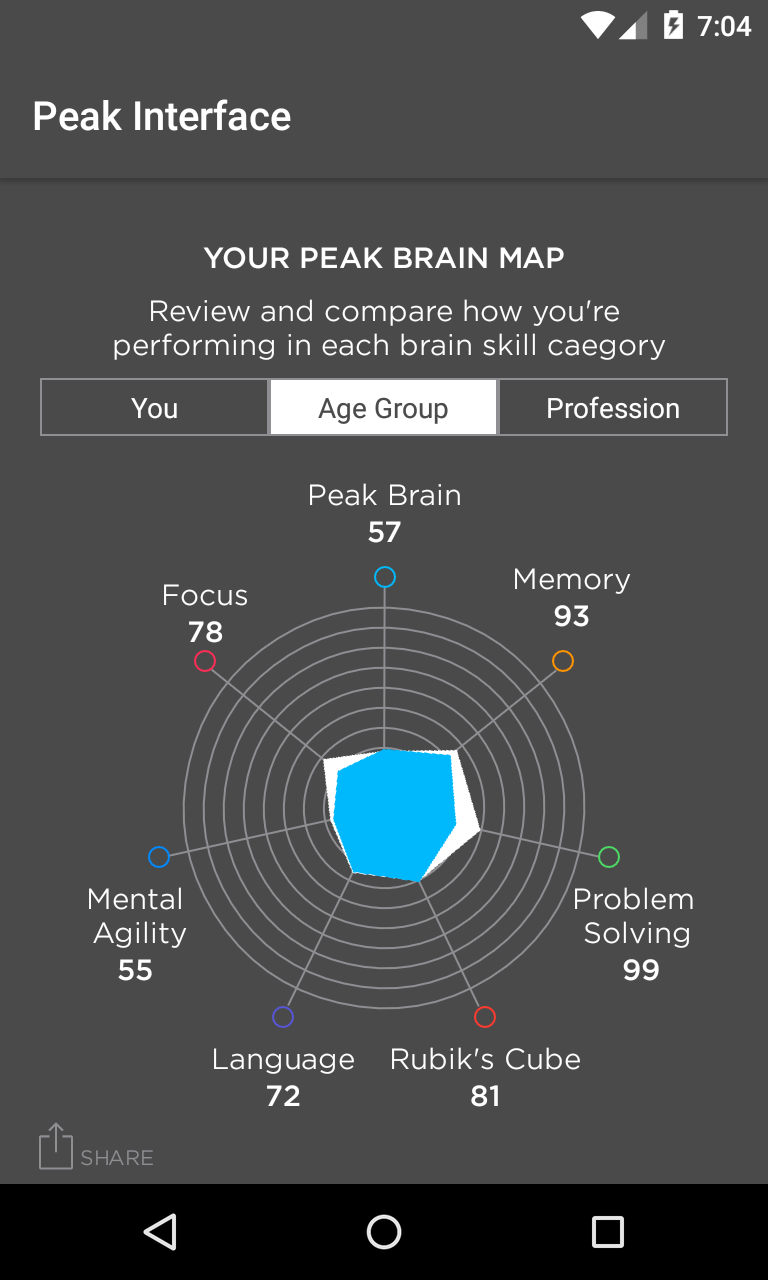 7:04
Peak Interface
YOUR PEAK BRAIN MAP
Review and compare how you're
performing in each brain skill caegory
You
Age Group
Profession
Peak Brain
57
Memory
93
Focus
78
Mental
Agility
55
Problem
Solving
99
Language
72
Rubik's Cube
81
SHARE